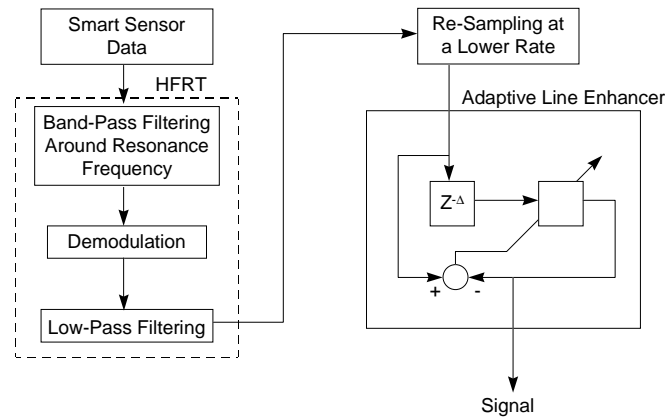 Smart Sensor
Data
HFRT
Band-Pass Filtering
Around Resonance
Frequency
Demodulation
Low-Pass Filtering
Re-Sampling at
a Lower Rate
Adaptive Line Enhancer
Z-Δ
+
-
Signal